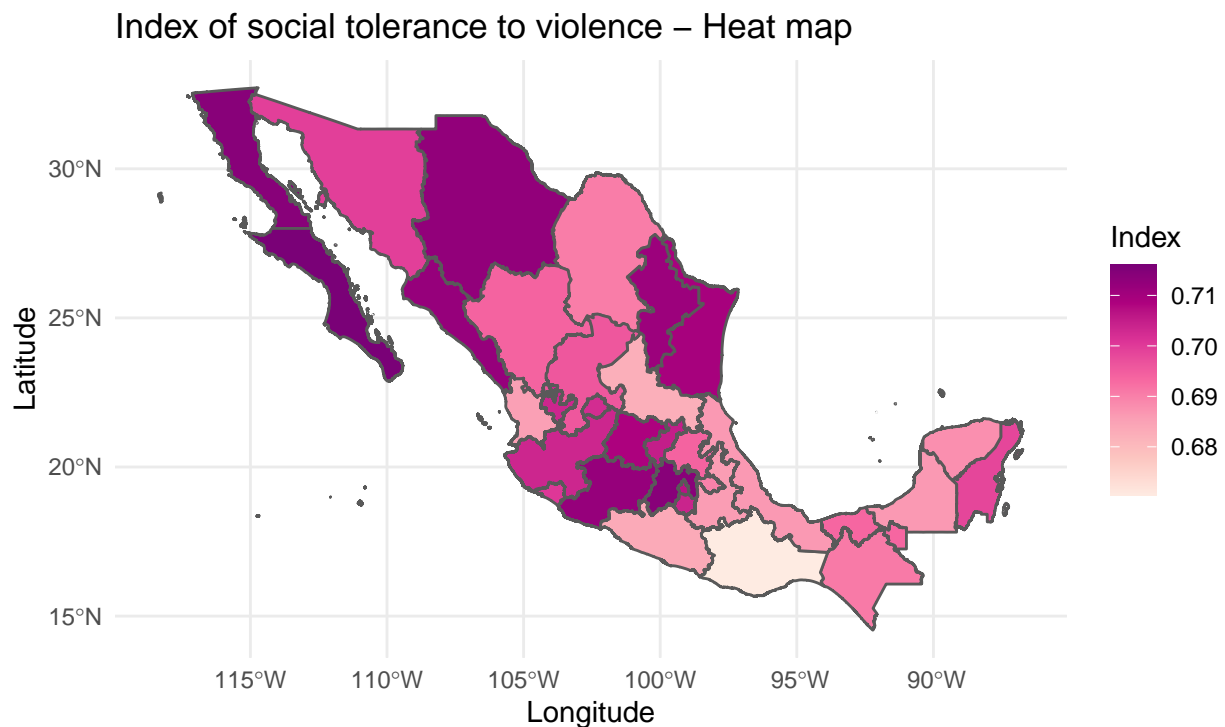 Index of social tolerance to violence – Heat map
30°N
25°N
20°N
15°N
Latitude
115°W
110°W
105°W
100°W
95°W
90°W
Longitude
Index
0.71
0.70
0.69
0.68